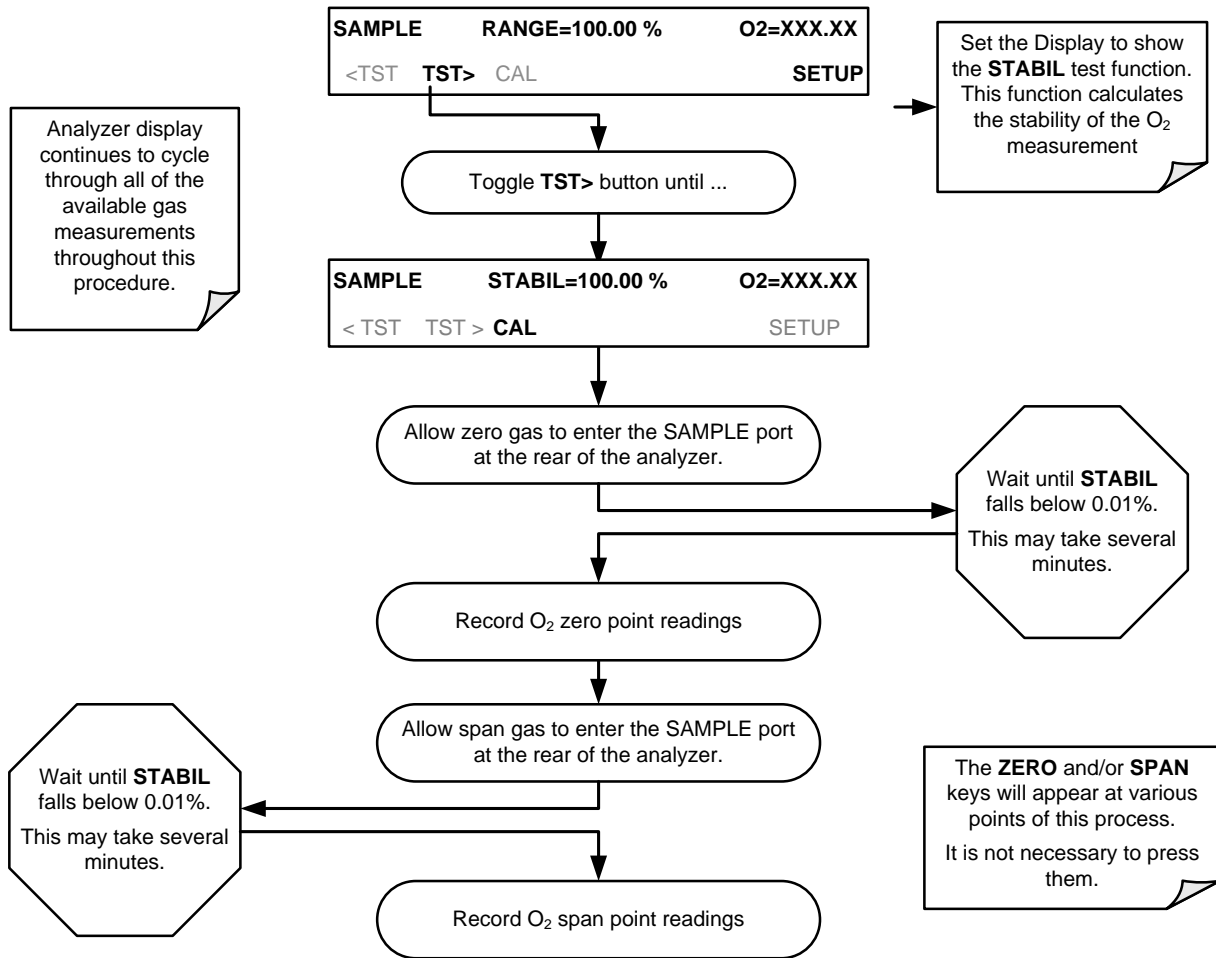 SAMPLE RANGE=100.00 % O2=XXX.XX
<TST TST> CAL SETUP
Set the Display to show
the STABIL test function.
This function calculates
the stability of the O2
measurement
Analyzer display
continues to cycle
through all of the
available gas
measurements
throughout this
procedure.
Toggle TST> button until ...
SAMPLE STABIL=100.00 % O2=XXX.XX
< TST TST > CAL SETUP
Allow zero gas to enter the SAMPLE port
at the rear of the analyzer.
Wait until STABIL
falls below 0.01%.
This may take several
minutes.
Record O2 zero point readings
Allow span gas to enter the SAMPLE port
at the rear of the analyzer.
Wait until STABIL
falls below 0.01%.
This may take several
minutes.
The ZERO and/or SPAN
keys will appear at various
points of this process.
It is not necessary to press
them.
Record O2 span point readings